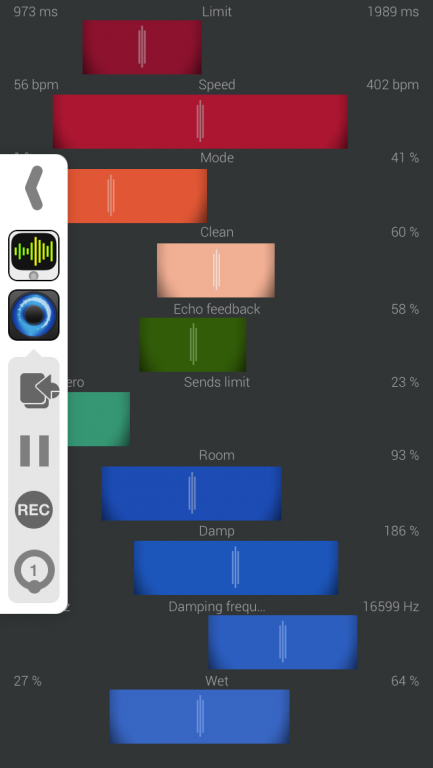 973 ms Limit 1989 ms
56 bpm Speed 402 bpm
Mode 41 %
Clean 60 %
Echo feedback 58 %
ero Sends limit 23 %
Room 93 %
REC
Damp 186 %
1
z Damping frequ... 16599 Hz
27 % Wet 64 %